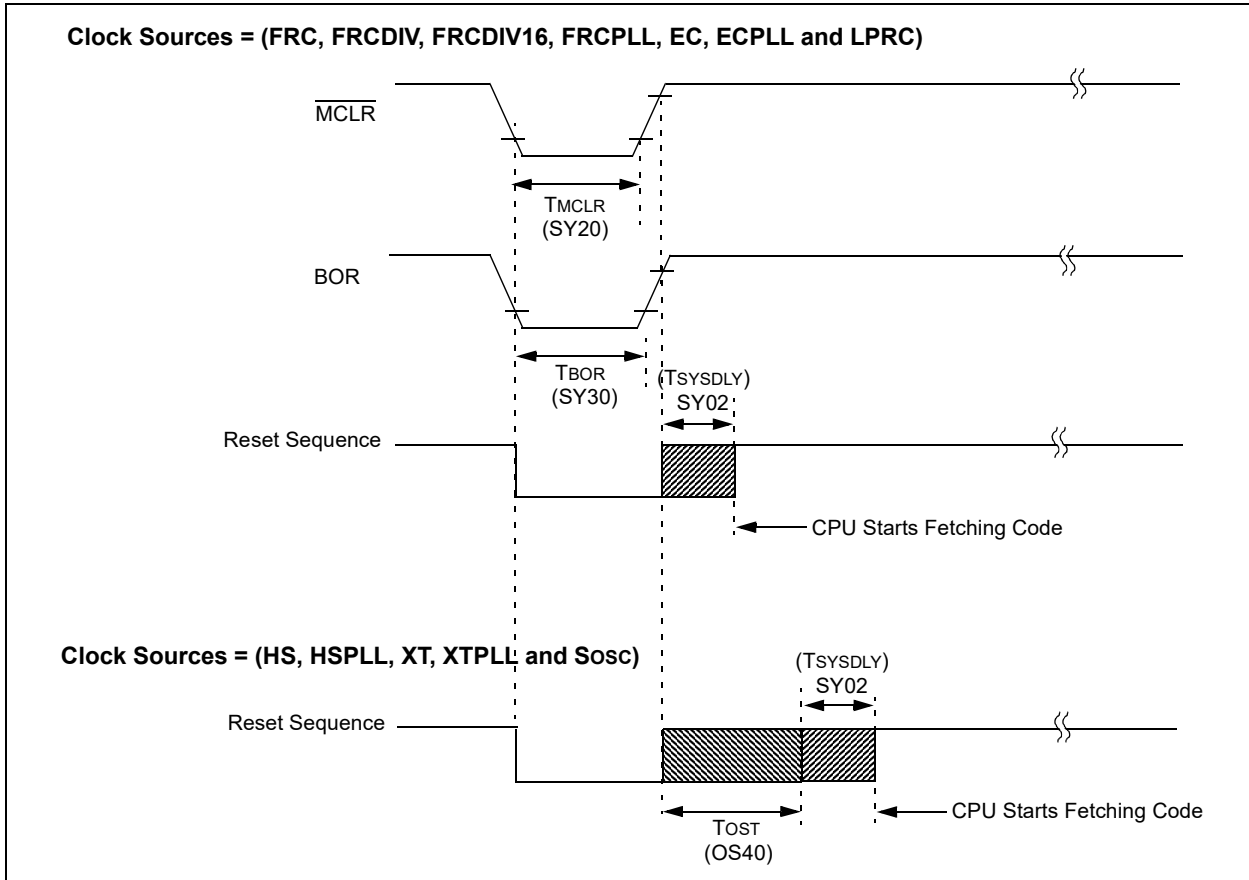 Clock Sources = (FRC, FRCDIV, FRCDIV16, FRCPLL, EC, ECPLL and LPRC)
MCLR
TMCLR
(SY20)
BOR
TBOR
(SY30)
(TSYSDLY)
SY02
Reset Sequence
CPU Starts Fetching Code
Clock Sources = (HS, HSPLL, XT, XTPLL and SOSC)
(TSYSDLY)
SY02
Reset Sequence
CPU Starts Fetching Code
TOST
(OS40)